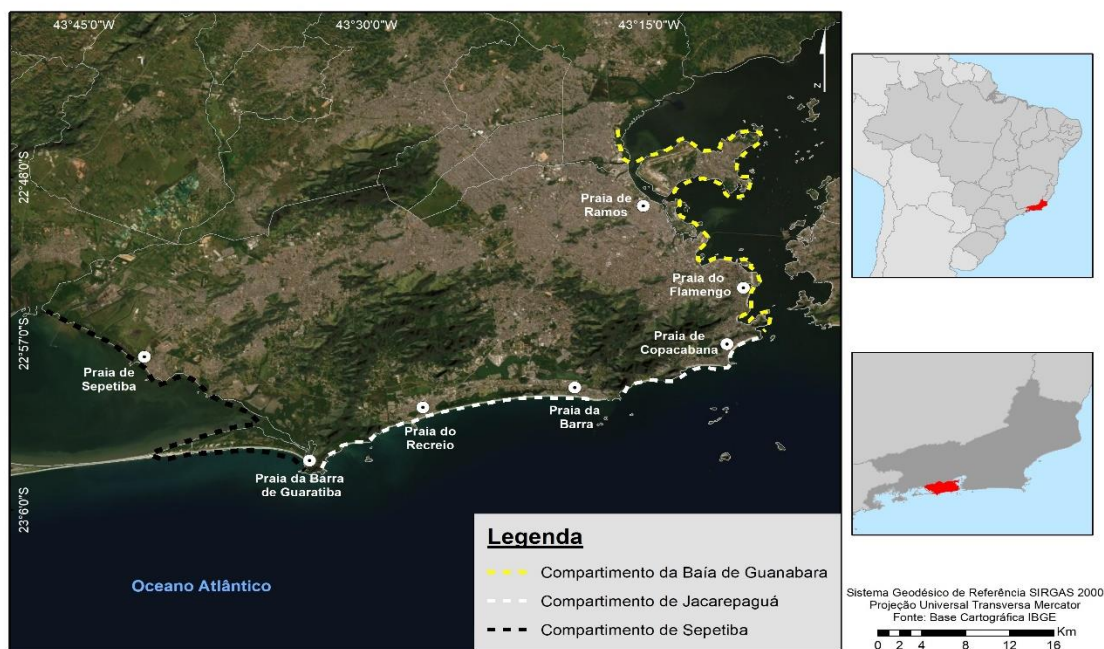 43°45'0"W
43°30'0"W
43°15'0"W
N
22°48'0"S
Praia de
Ramos
Praia do
Flamengo
22°57'0"S
Praia de
Copacabana
Praia de
Sepetiba
Praia da
Barra
Praia do
Recreio
Praia da Barra
de Guaratiba
23°6'0"S
Oceano Atlântico
Legenda
Compartimento da Baía de Guanabara
Compartimento de Jacarepaguá
Compartimento de Sepetiba
Sistema Geodésico de Referência SIRGAS 2000
Projeção Universal Transversa Mercator
Fonte: Base Cartográfica IBGE
Km
0 2 4 8 12 16